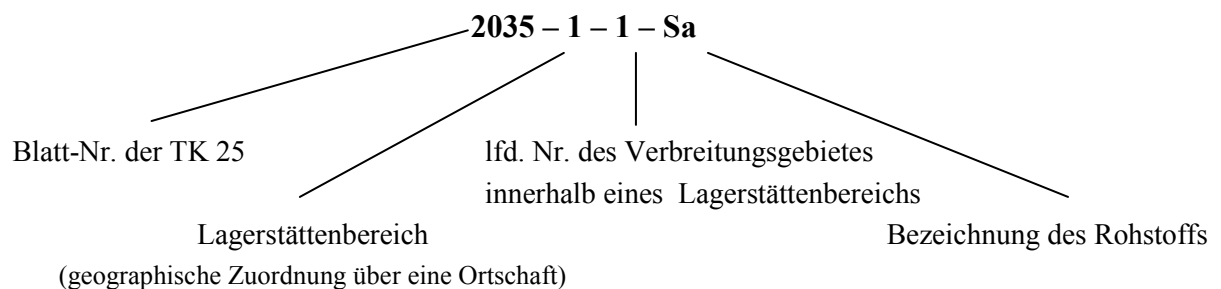 2035 – 1 – 1 – Sa
Blatt-Nr. der TK 25
lfd. Nr. des Verbreitungsgebietes
innerhalb eines Lagerstättenbereichs
Lagerstättenbereich
(geographische Zuordnung über eine Ortschaft)
Bezeichnung des Rohstoffs